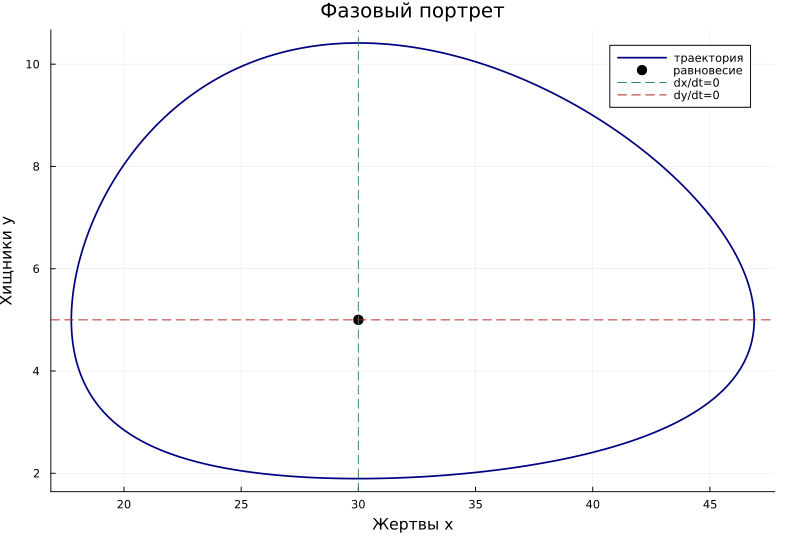 Фазовый портрет
траектория
равновесие
dx/dt=0
dy/dt=0
Хищники y
10
8
6
4
2
20
25
30
35
40
45
Жертвы x